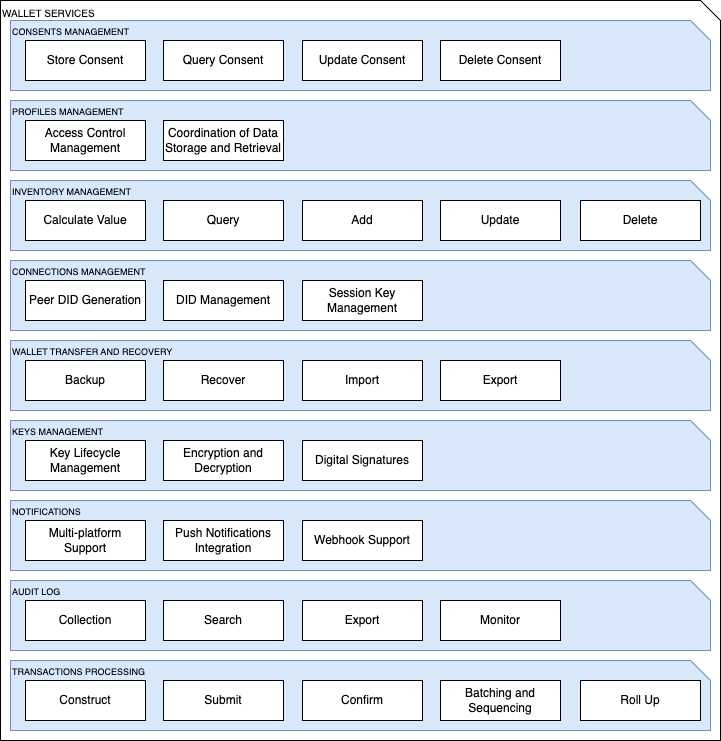 WALLET SERVICES
CONSENTS MANAGEMENT
Store Consent
Query Consent
Update Consent
Delete Consent
PROFILES MANAGEMENT
Access Control
Management
Coordination of Data
Storage and Retrieval
INVENTORY MANAGEMENT
Calculate Value
Query
Add
Update
Delete
CONNECTIONS MANAGEMENT
Peer DID Generation
DID Management
Session Key
Management
WALLET TRANSFER AND RECOVERY
Backup
Recover
Import
Export
KEYS MANAGEMENT
Key Lifecycle
Management
Encryption and
Decryption
Digital Signatures
NOTIFICATIONS
Multi-platform
Support
Push Notifications
Integration
Webhook Support
AUDIT LOG
Collection
Search
Export
Monitor
TRANSACTIONS PROCESSING
Construct
Submit
Confirm
Batching and
Sequencing
Roll Up